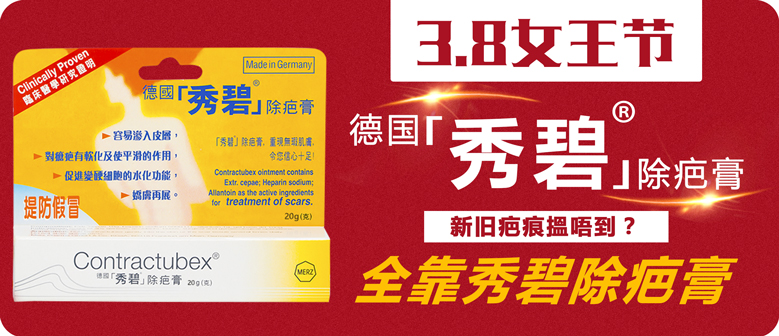 Clinically Proven
臨床醫學研究證明
Made in Germany
德國「秀碧®」除疤膏
容易滲入皮層，
對癥疤有軟化及使平滑的作用，
促進變硬細胞的水化功能，
嬌膚再展。
「秀碧」除疤膏，重現無瑕肌膚，
令您信心十足！
Contractubex ointment contains
Extr. cepae; Heparin sodium;
Allantoin as the active ingredients
for treatment of scars.
20g(克)
提防假冒
Contractubex®
德國「秀碧」除疤膏 20g(克)
MERZ
3.8女王节
德国「秀碧®」除疤膏
新旧疤痕搵唔到？
全靠秀碧除疤膏